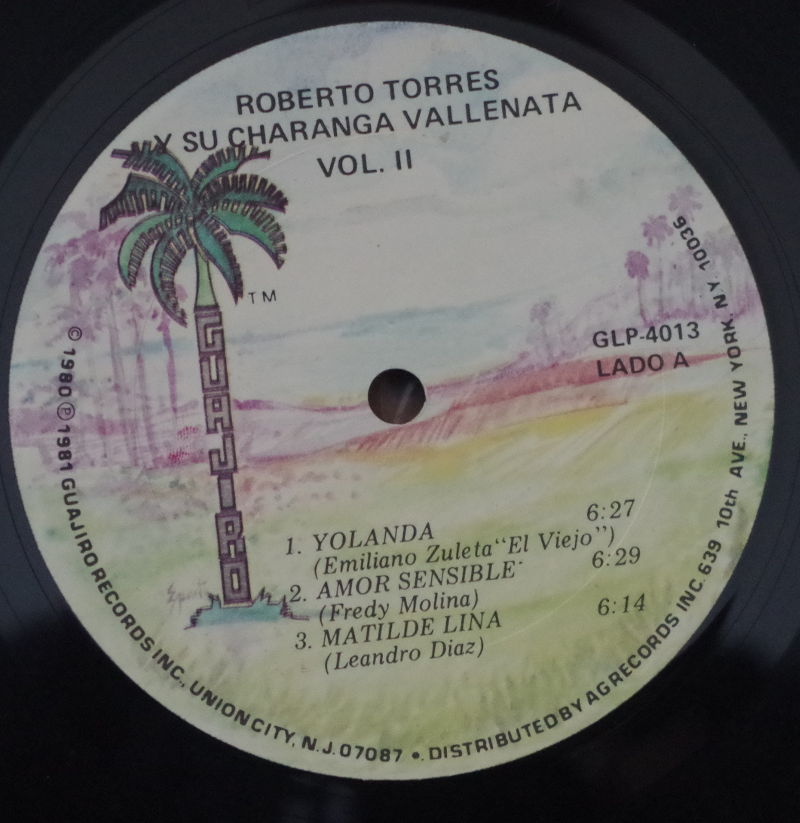 ROBERTO TORRES
Y SU CHARANGA VALLENATA
VOL. II
TM
GUAJIRO
GLP-4013
LADO A
1. YOLANDA 6:27
(Emiliano Zuleta "El Viejo")
2. AMOR SENSIBLE 6:29
(Fredy Molina)
3. MATILDE LINA 6:14
(Leandro Diaz)
© 1980 ℗ 1981 GUAJIRO RECORDS INC., UNION CITY, N.J. 07087 • DISTRIBUTED BY AG RECORDS INC. 639 10th AVE., NEW YORK, N.Y. 10036